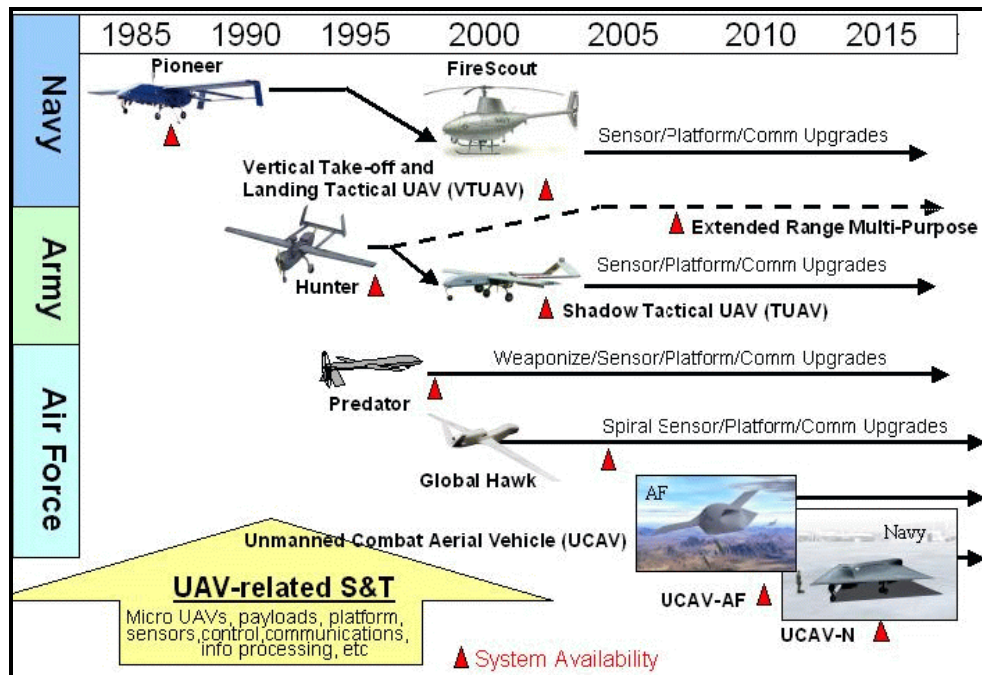 1985 1990 1995 2000 2005 2010 2015
Navy
Pioneer
FireScout
Sensor/Platform/Comm Upgrades
Vertical Take-off and
Landing Tactical UAV (VTUAV)
Army
Extended Range Multi-Purpose
Hunter
Sensor/Platform/Comm Upgrades
Shadow Tactical UAV (TUAV)
Air Force
Weaponize/Sensor/Platform/Comm Upgrades
Predator
Spiral Sensor/Platform/Comm Upgrades
Global Hawk
AF
Navy
Unmanned Combat Aerial Vehicle (UCAV)
UCAV-AF
UCAV-N
UAV-related S&T
Micro UAVs, payloads, platform,
sensors,control,communications,
info processing, etc
System Availability